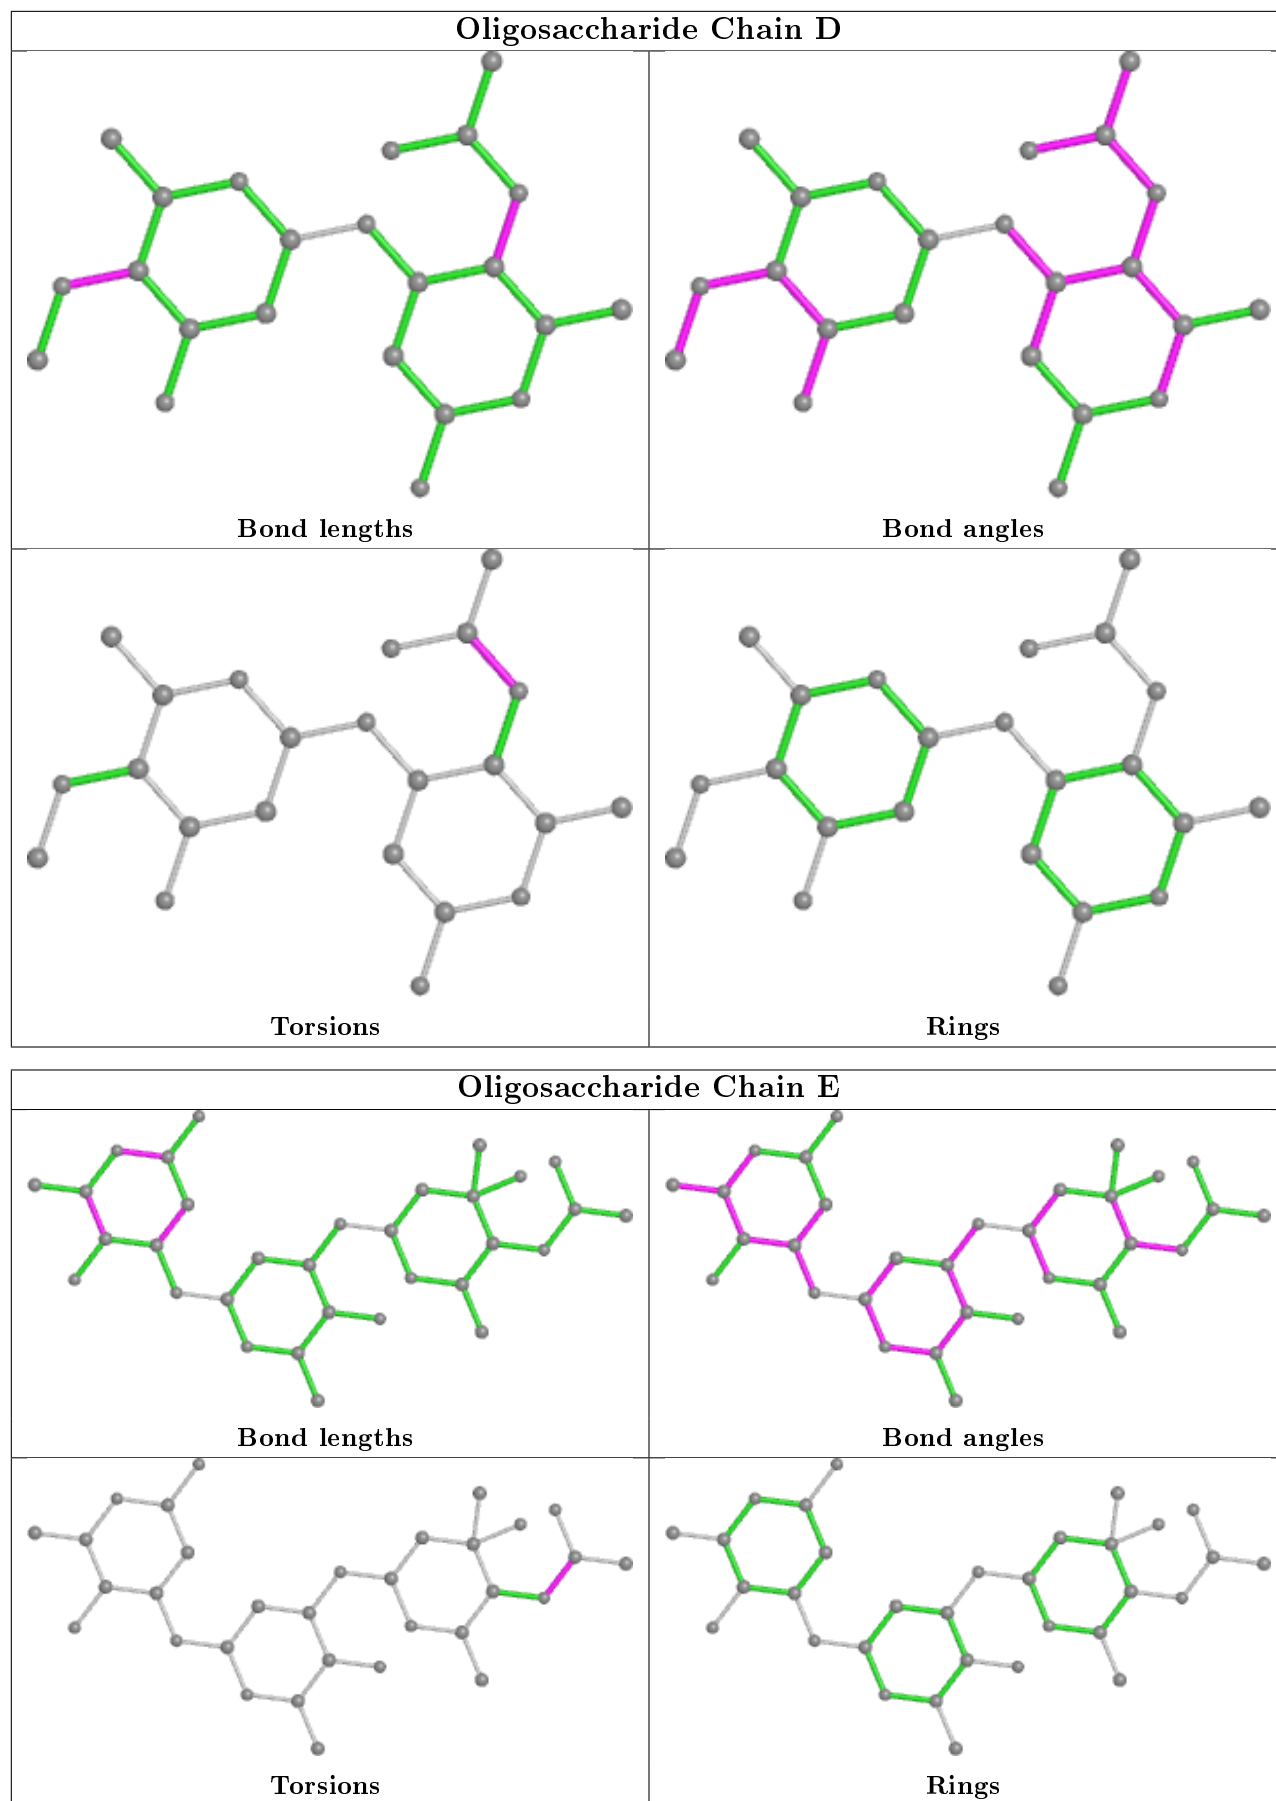 Oligosaccharide Chain D
Bond lengths
Bond angles
Torsions
Rings
Oligosaccharide Chain E
Bond lengths
Bond angles
Torsions
Rings